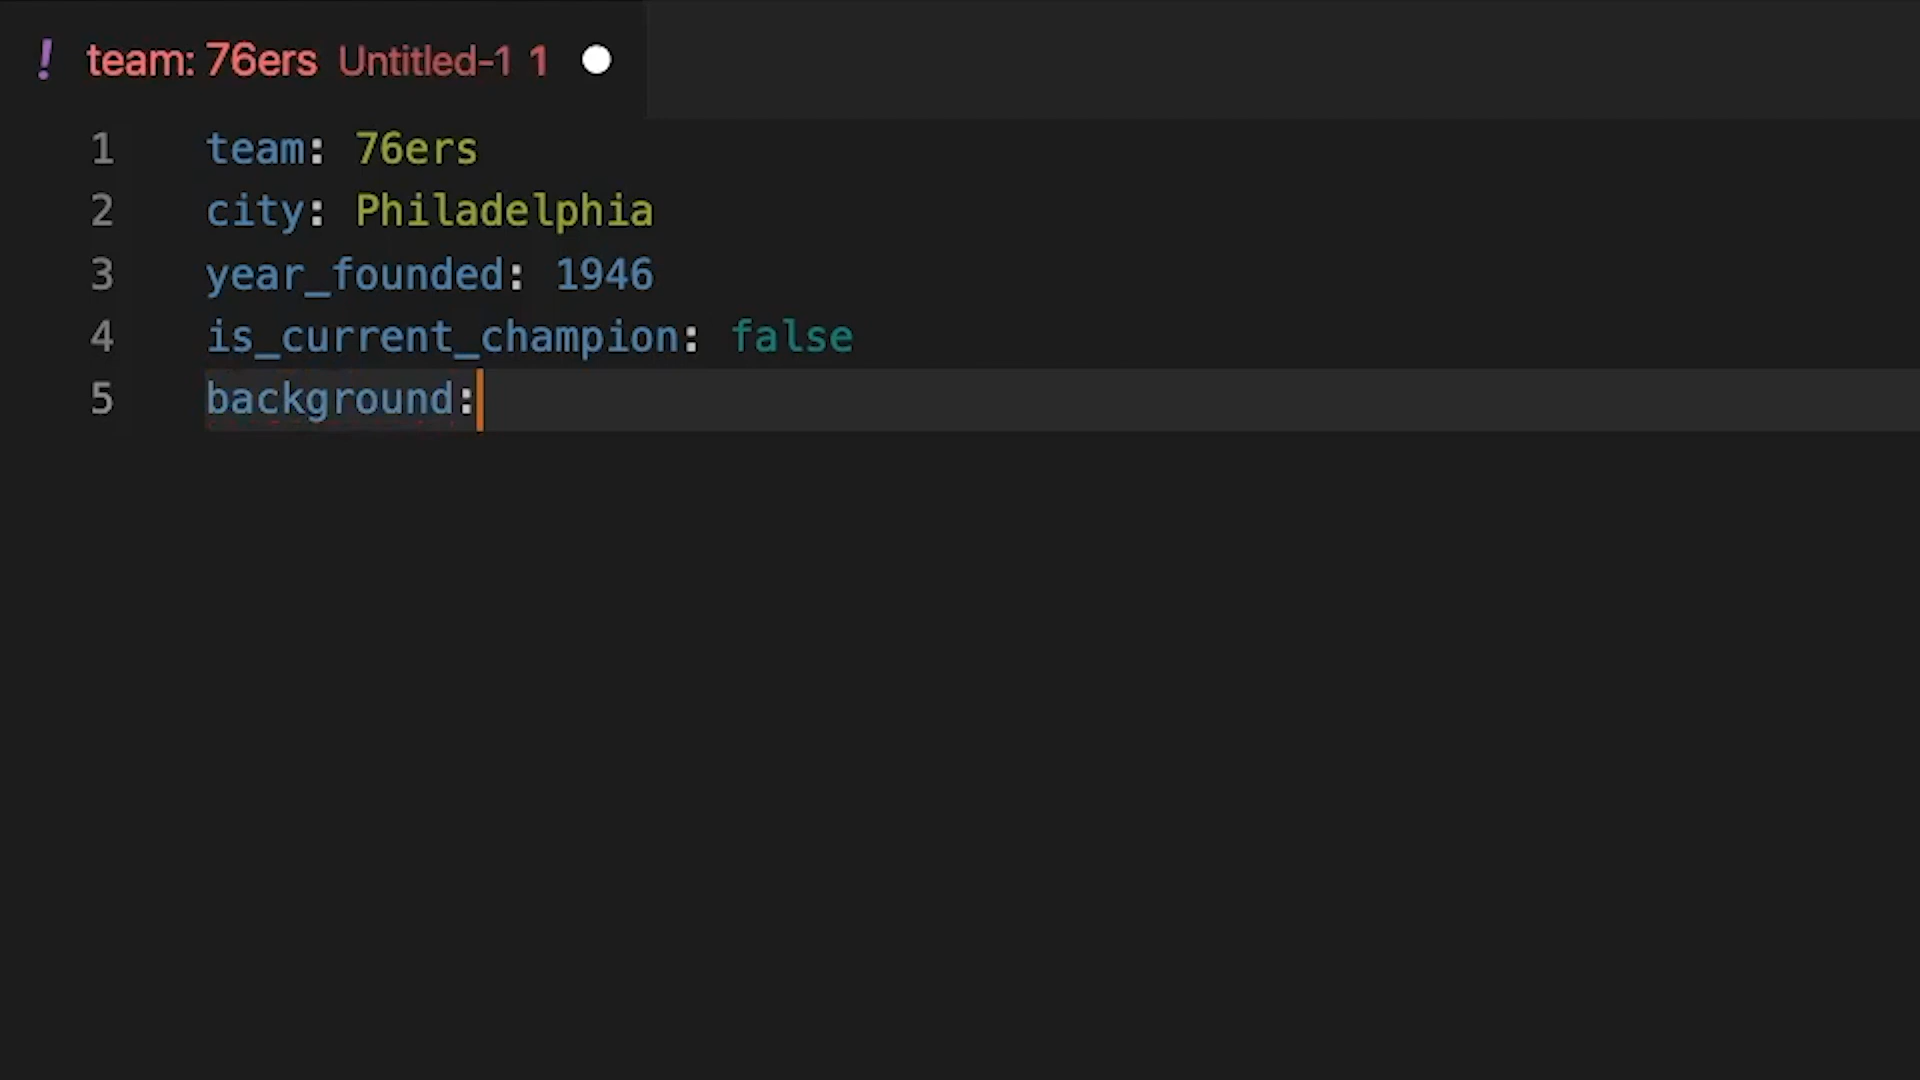 ! team: 76ers Untitled-1 1
1 team: 76ers
2 city: Philadelphia
3 year_founded: 1946
4 is_current_champion: false
5 background: